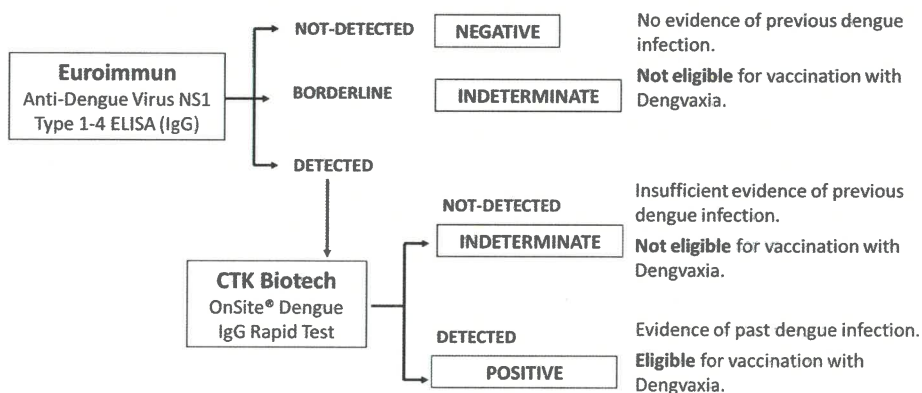 NOT-DETECTED
NEGATIVE
No evidence of previous dengue
infection.
Euroimmun
Anti-Dengue Virus NS1
Type 1-4 ELISA (IgG)
BORDERLINE
INDETERMINATE
Not eligible for vaccination with
Dengvaxia.
DETECTED
NOT-DETECTED
INDETERMINATE
Insufficient evidence of previous
dengue infection.
Not eligible for vaccination with
Dengvaxia.
CTK Biotech
OnSite® Dengue
IgG Rapid Test
DETECTED
POSITIVE
Evidence of past dengue infection.
Eligible for vaccination with
Dengvaxia.